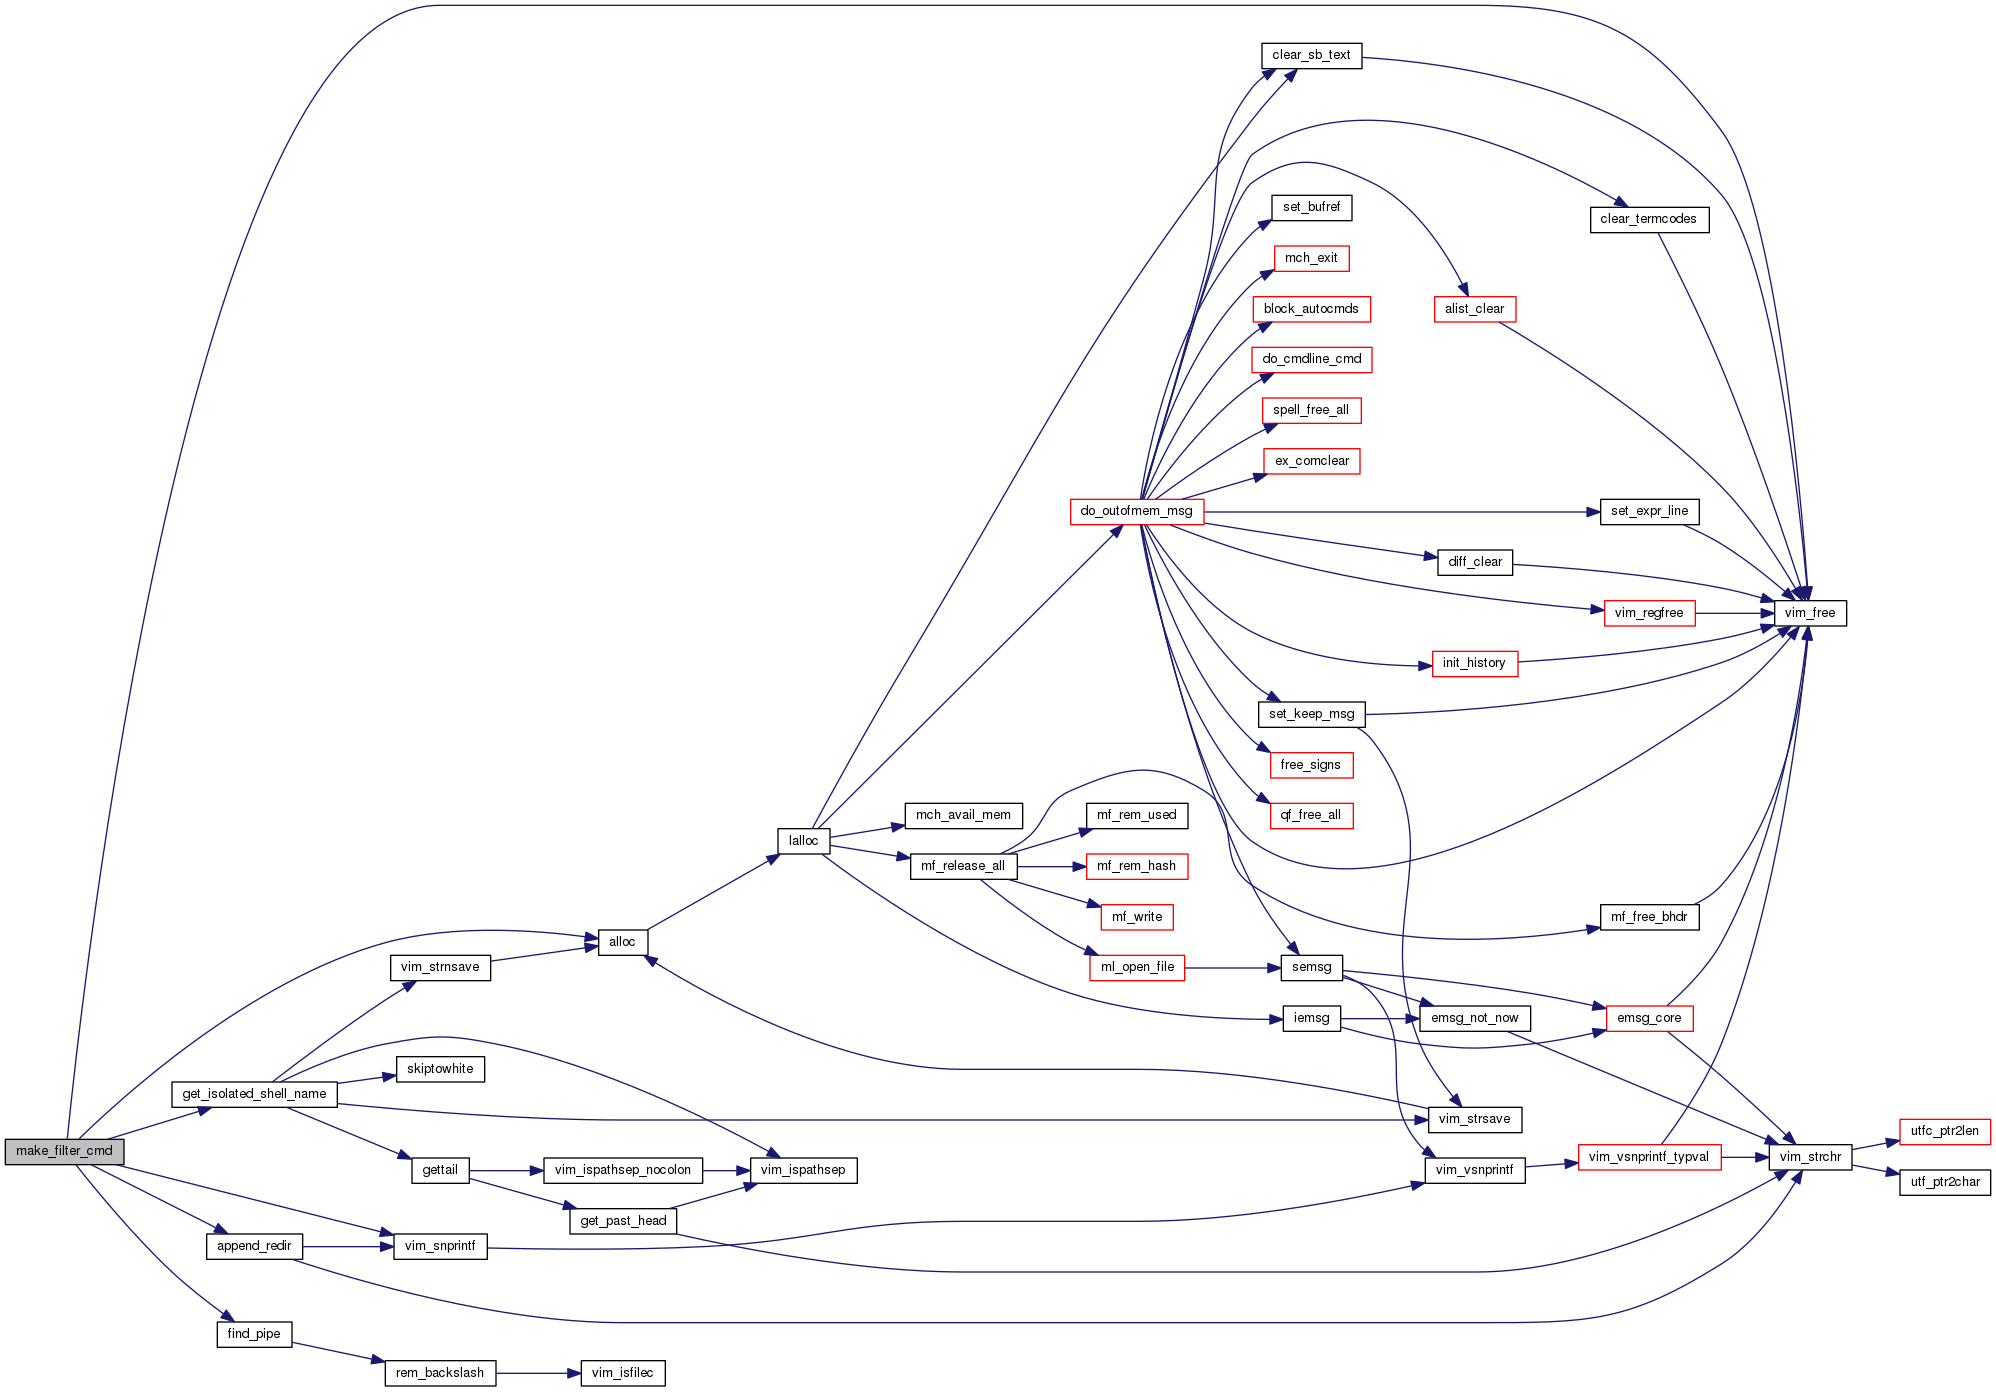 clear_sb_text
set_bufref
clear_termcodes
mch_exit
block_autocmds
alist_clear
do_cmdline_cmd
spell_free_all
ex_comclear
do_outofmem_msg
set_expr_line
diff_clear
vim_regfree
vim_free
init_history
set_keep_msg
free_signs
mch_avail_mem
mf_rem_used
qf_free_all
lalloc
mf_release_all
mf_rem_hash
mf_write
mf_free_bhdr
alloc
vim_strnsave
ml_open_file
semsg
iemsg
emsg_not_now
emsg_core
skiptowhite
get_isolated_shell_name
vim_strsave
utfc_ptr2len
make_filter_cmd
gettail
vim_ispathsep_nocolon
vim_ispathsep
vim_vsnprintf
vim_vsnprintf_typval
vim_strchr
utf_ptr2char
get_past_head
append_redir
vim_snprintf
find_pipe
rem_backslash
vim_isfilec